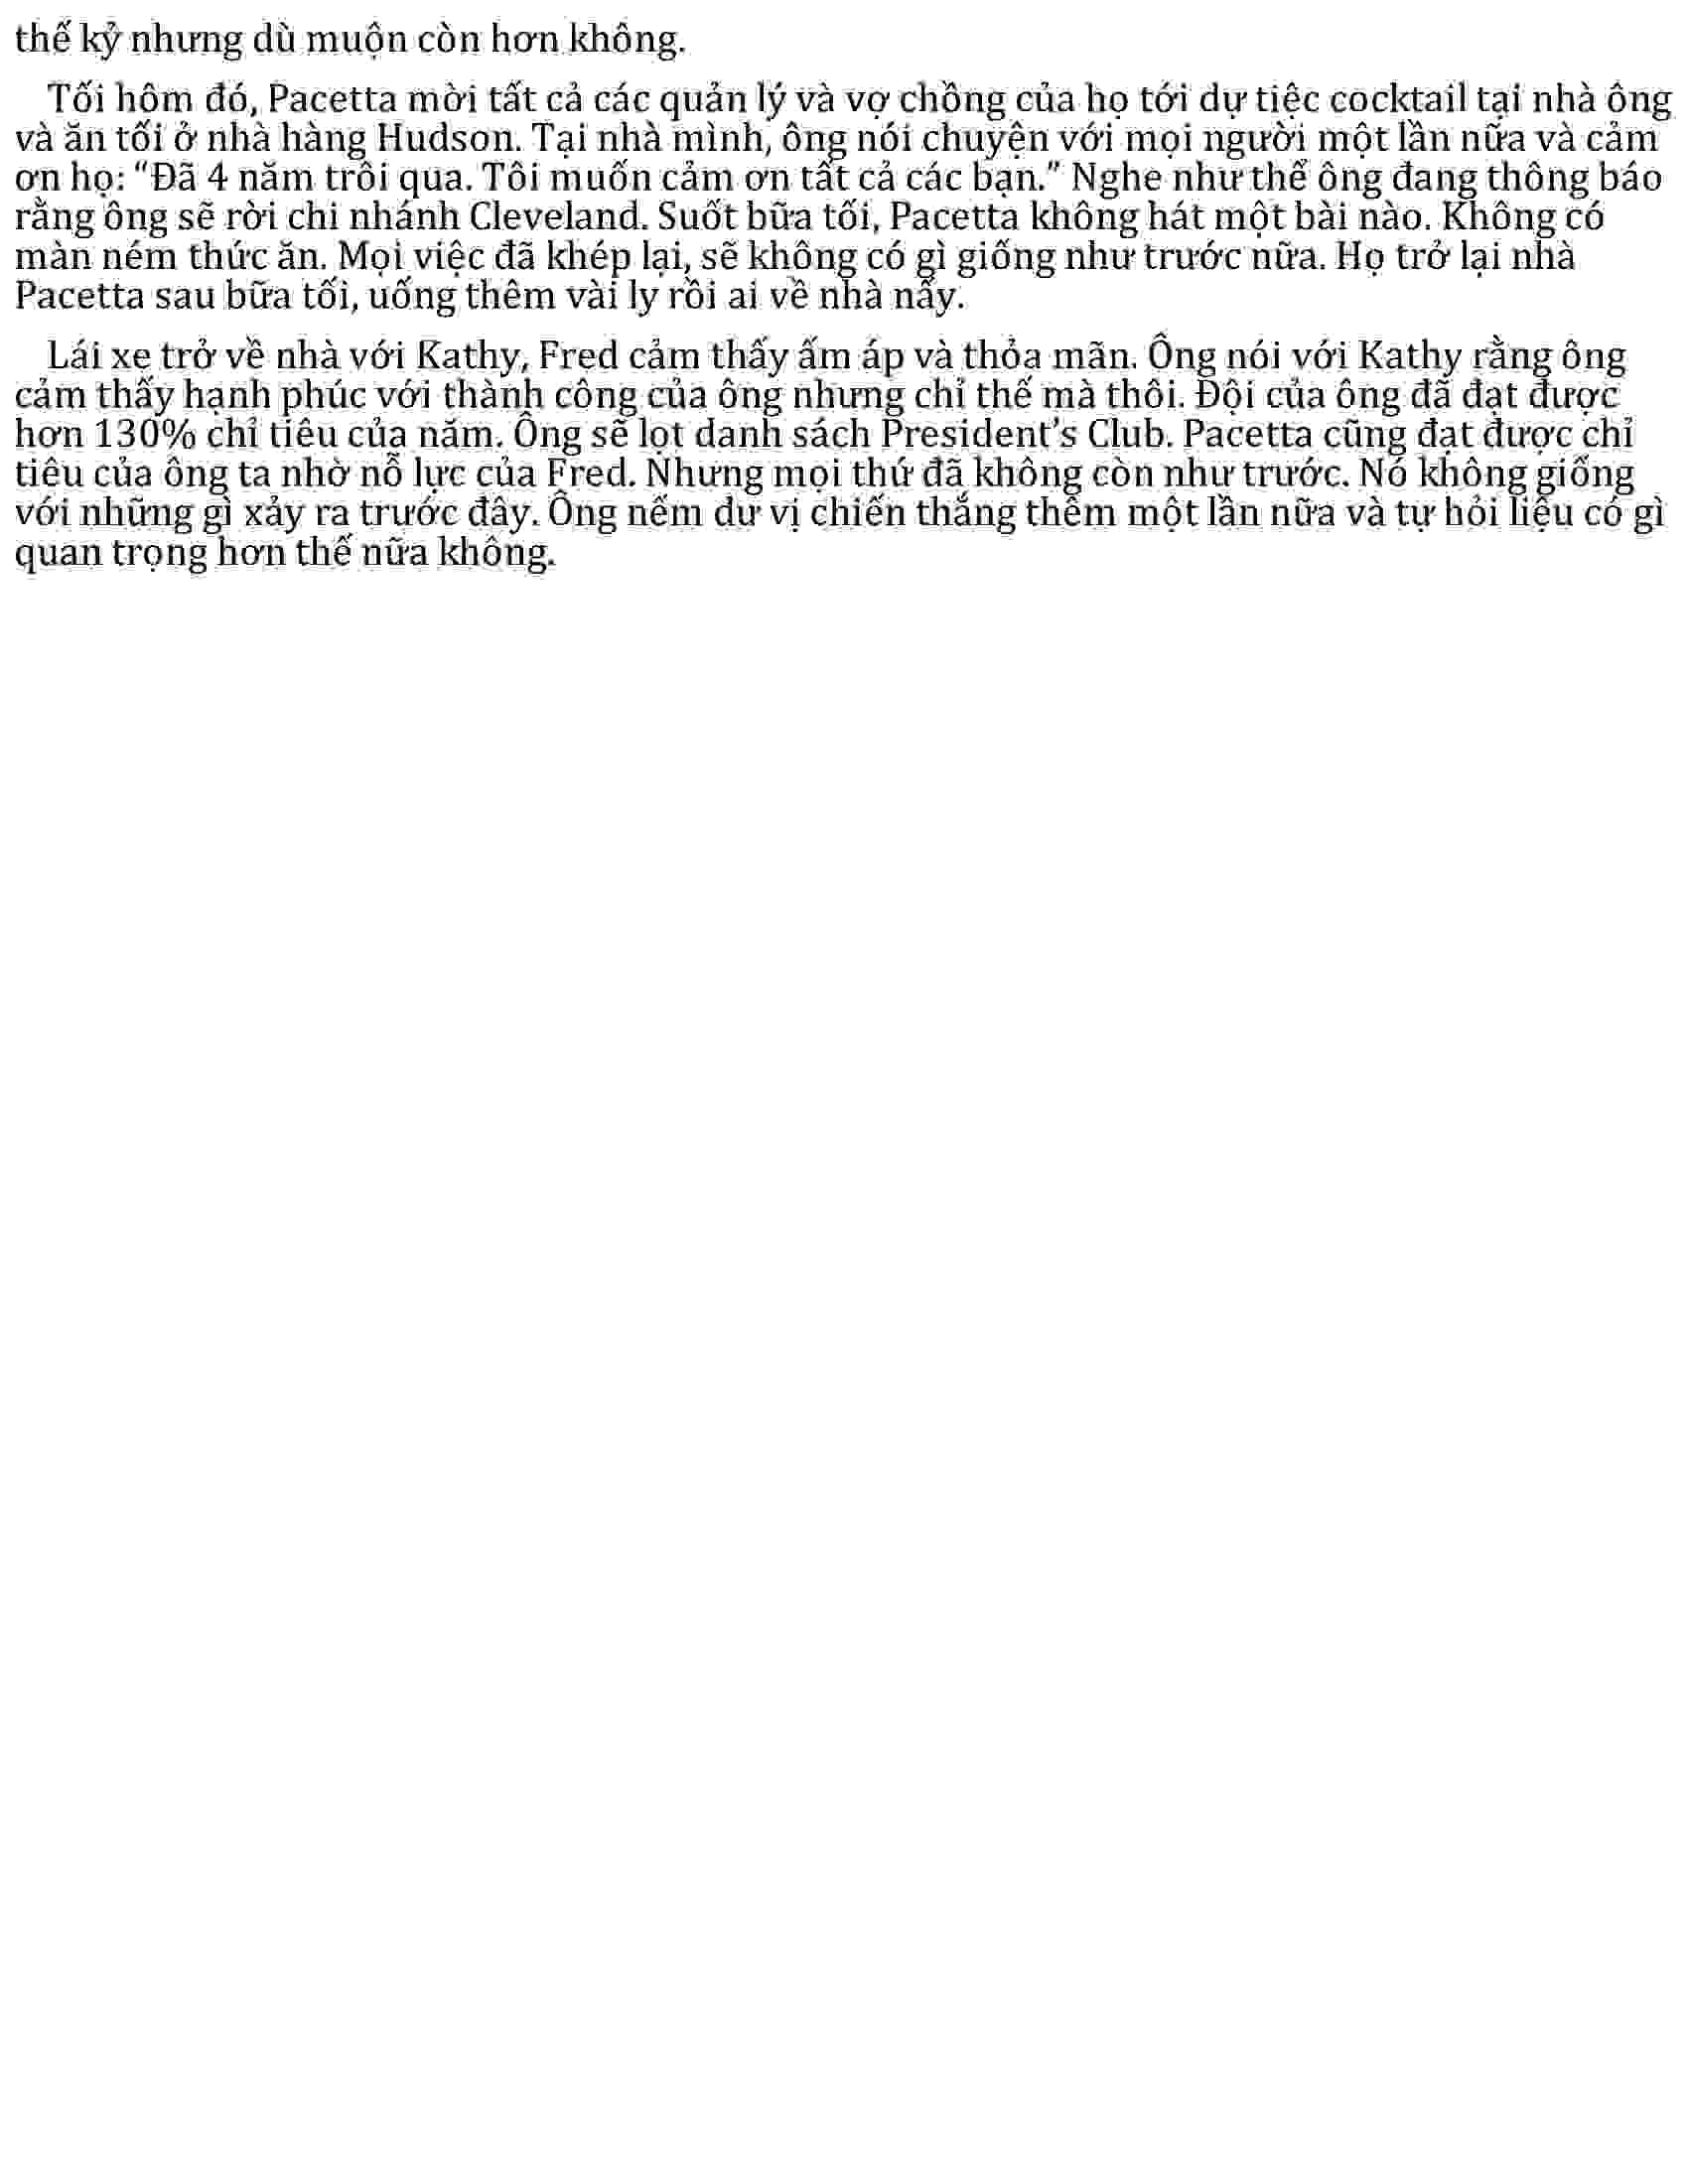 thế kỷ nhưng dù muộn còn hơn không.
Tối hôm đó, Pacetta mời tất cả các quản lý và vợ chồng của họ tới dự tiệc cocktail tại nhà ông
và ăn tối ở nhà hàng Hudson. Tại nhà mình, ông nói chuyện với mọi người một lần nữa và cảm
ơn họ: “Đã 4 năm trôi qua. Tôi muốn cảm ơn tất cả các bạn.” Nghe như thể ông đang thông báo
rằng ông sẽ rời chi nhánh Cleveland. Suốt bữa tối, Pacetta không hát một bài nào. Không có
màn ném thức ăn. Mọi việc đã khép lại, sẽ không có gì giống như trước nữa. Họ trở lại nhà
Pacetta sau bữa tối, uống thêm vài ly rồi ai về nhà nấy.
Lái xe trở về nhà với Kathy, Fred cảm thấy ấm áp và thỏa mãn. Ông nói với Kathy rằng ông
cảm thấy hạnh phúc với thành công của ông nhưng chỉ thế mà thôi. Đội của ông đã đạt được
hơn 130% chỉ tiêu của năm. Ông sẽ lọt danh sách President’s Club. Pacetta cũng đạt được chỉ
tiêu của ông ta nhờ nỗ lực của Fred. Nhưng mọi thứ đã không còn như trước. Nó không giống
với những gì xảy ra trước đây. Ông nếm dư vị chiến thắng thêm một lần nữa và tự hỏi liệu có gì
quan trọng hơn thế nữa không.